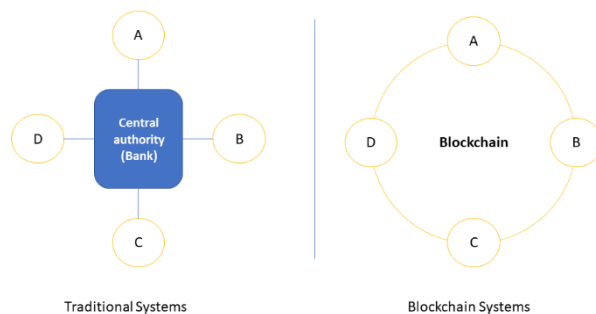 A
Central
authority
(Bank)
D
B
C
Traditional Systems
A
D
Blockchain
B
C
Blockchain Systems